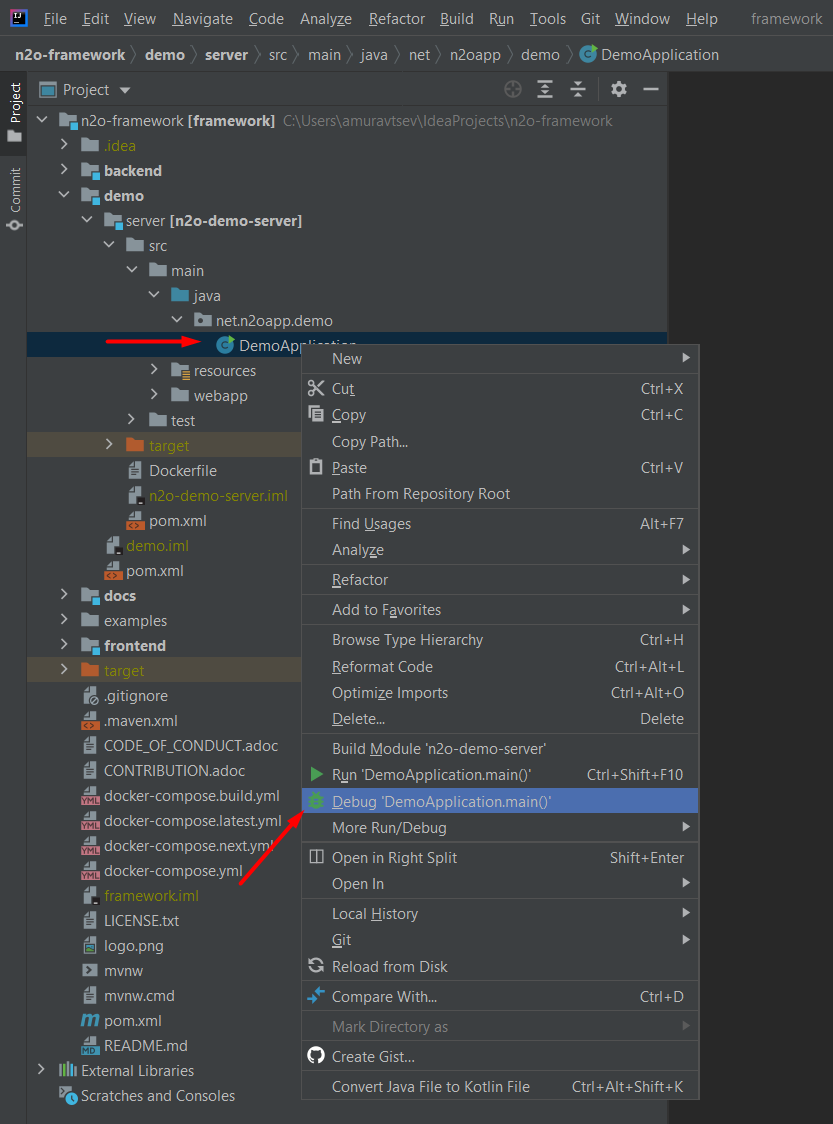 File Edit View Navigate Code Analyze Refactor Build Run Tools Git Window Help framework
n2o-framework demo server src main java net n2oapp demo DemoApplication
Project
Project
Commit
n2o-framework [framework] C:\Users\amuravtsev\IdeaProjects\n2o-framework
.idea
backend
demo
server [n2o-demo-server]
src
main
java
net.n2oapp.demo
DemoApplication
resources
webapp
test
target
Dockerfile
n2o-demo-server.iml
pom.xml
demo.iml
pom.xml
docs
examples
frontend
target
.gitignore
.maven.xml
CODE_OF_CONDUCT.adoc
CONTRIBUTION.adoc
docker-compose.build.yml
docker-compose.latest.yml
docker-compose.next.yml
docker-compose.yml
framework.iml
LICENSE.txt
logo.png
mvnw
mvnw.cmd
pom.xml
README.md
External Libraries
Scratches and Consoles
New
Cut Ctrl+X
Copy Ctrl+C
Copy Path...
Paste Ctrl+V
Path From Repository Root
Find Usages Alt+F7
Analyze
Refactor
Add to Favorites
Browse Type Hierarchy Ctrl+H
Reformat Code Ctrl+Alt+L
Optimize Imports Ctrl+Alt+O
Delete... Delete
Build Module 'n2o-demo-server'
Run 'DemoApplication.main()' Ctrl+Shift+F10
Debug 'DemoApplication.main()'
More Run/Debug
Open in Right Split Shift+Enter
Open In
Local History
Git
Reload from Disk
Compare With... Ctrl+D
Mark Directory as
Create Gist...
Convert Java File to Kotlin File Ctrl+Alt+Shift+K